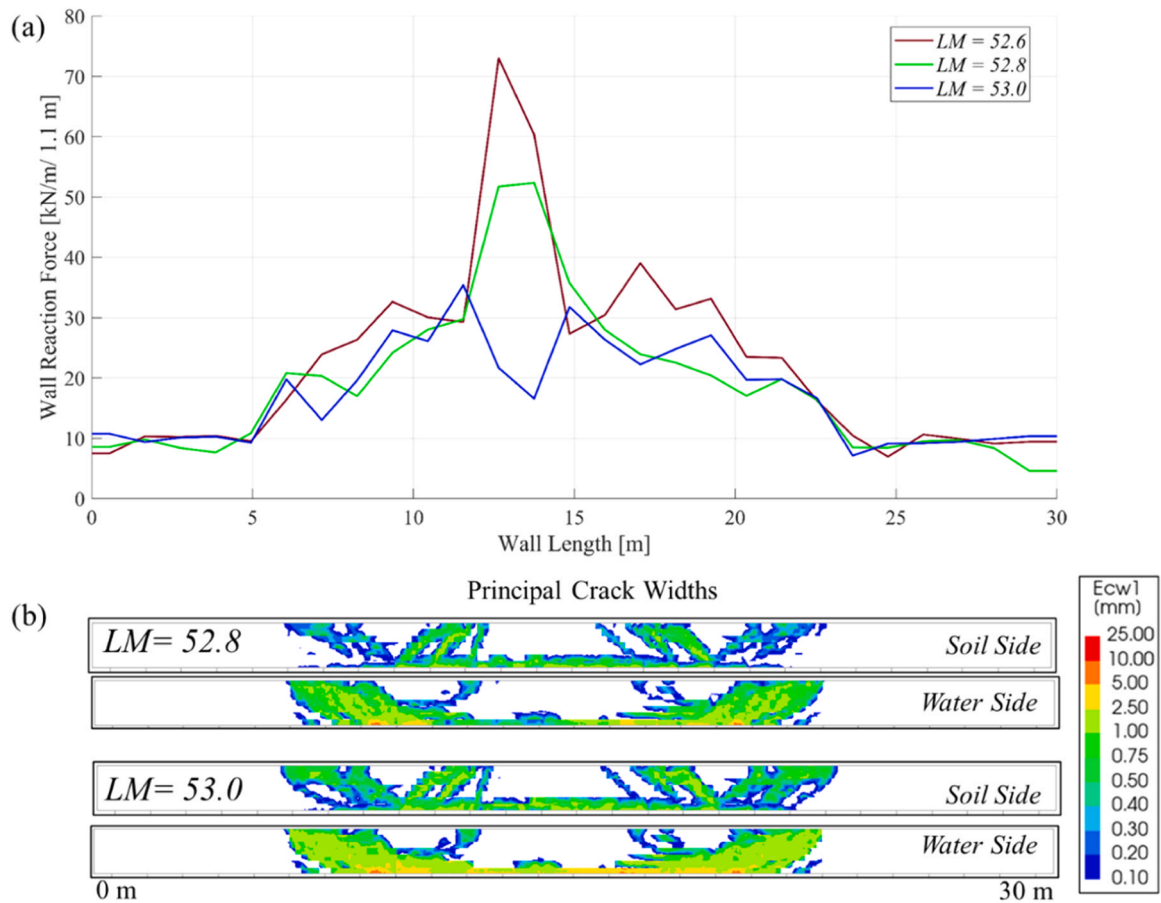 (a)
80
70
60
50
40
30
20
10
0
Wall Reaction Force [kN/m/ 1.1 m]
LM = 52.6
LM = 52.8
LM = 53.0
0 5 10 15 20 25 30
Wall Length [m]
Principal Crack Widths
(b)
LM= 52.8
Soil Side
Water Side
LM= 53.0
Soil Side
Water Side
0 m 30 m
Ecw1
(mm)
25.00
10.00
5.00
2.50
1.00
0.75
0.50
0.40
0.30
0.20
0.10